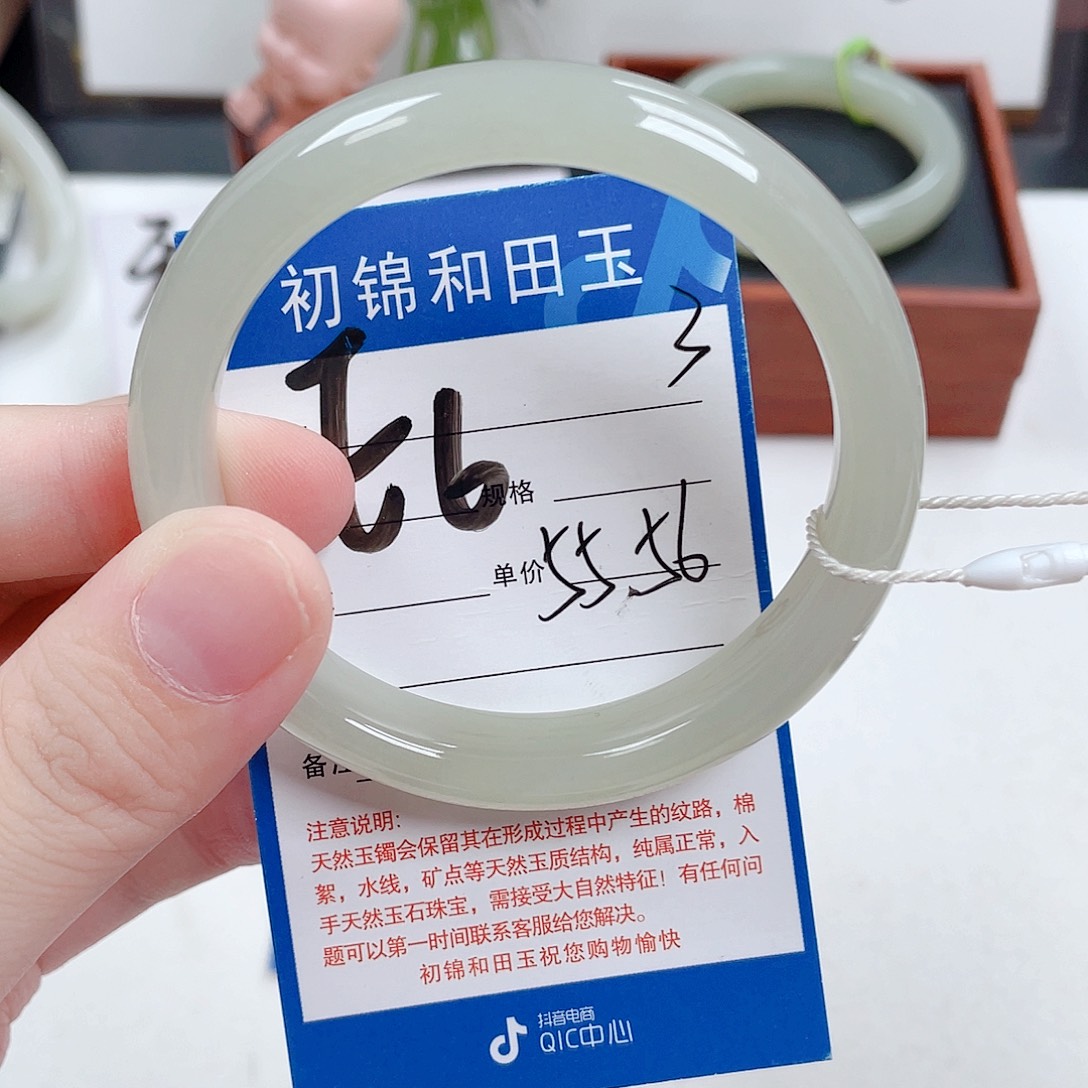 初锦和田玉
3
规格
单价 55.56
备注
注意说明:
天然玉镯会保留其在形成过程中产生的纹路，棉
絮，水线，矿点等天然玉质结构，纯属正常，入
手天然玉石珠宝，需接受大自然特征！有任何问
题可以第一时间联系客服给您解决。
初锦和田玉祝您购物愉快
抖音电商
QIC中心